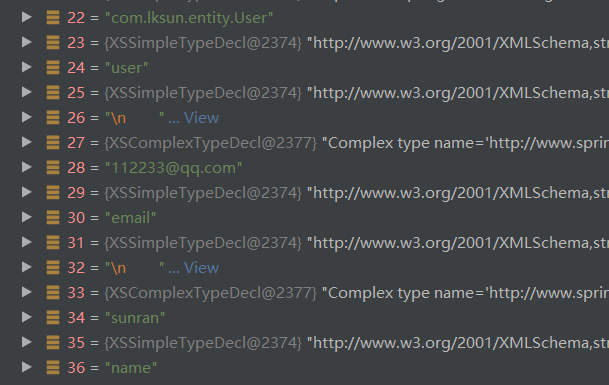 22 = "com.lksun.entity.User"
23 = {XSSimpleTypeDecl@2374} "http://www.w3.org/2001/XMLSchema,str
24 = "user"
25 = {XSSimpleTypeDecl@2374} "http://www.w3.org/2001/XMLSchema,str
26 = "\n        " ... View
27 = {XSComplexTypeDecl@2377} "Complex type name='http://www.sprin
28 = "112233@qq.com"
29 = {XSSimpleTypeDecl@2374} "http://www.w3.org/2001/XMLSchema,str
30 = "email"
31 = {XSSimpleTypeDecl@2374} "http://www.w3.org/2001/XMLSchema,str
32 = "\n        " ... View
33 = {XSComplexTypeDecl@2377} "Complex type name='http://www.sprin
34 = "sunran"
35 = {XSSimpleTypeDecl@2374} "http://www.w3.org/2001/XMLSchema,str
36 = "name"